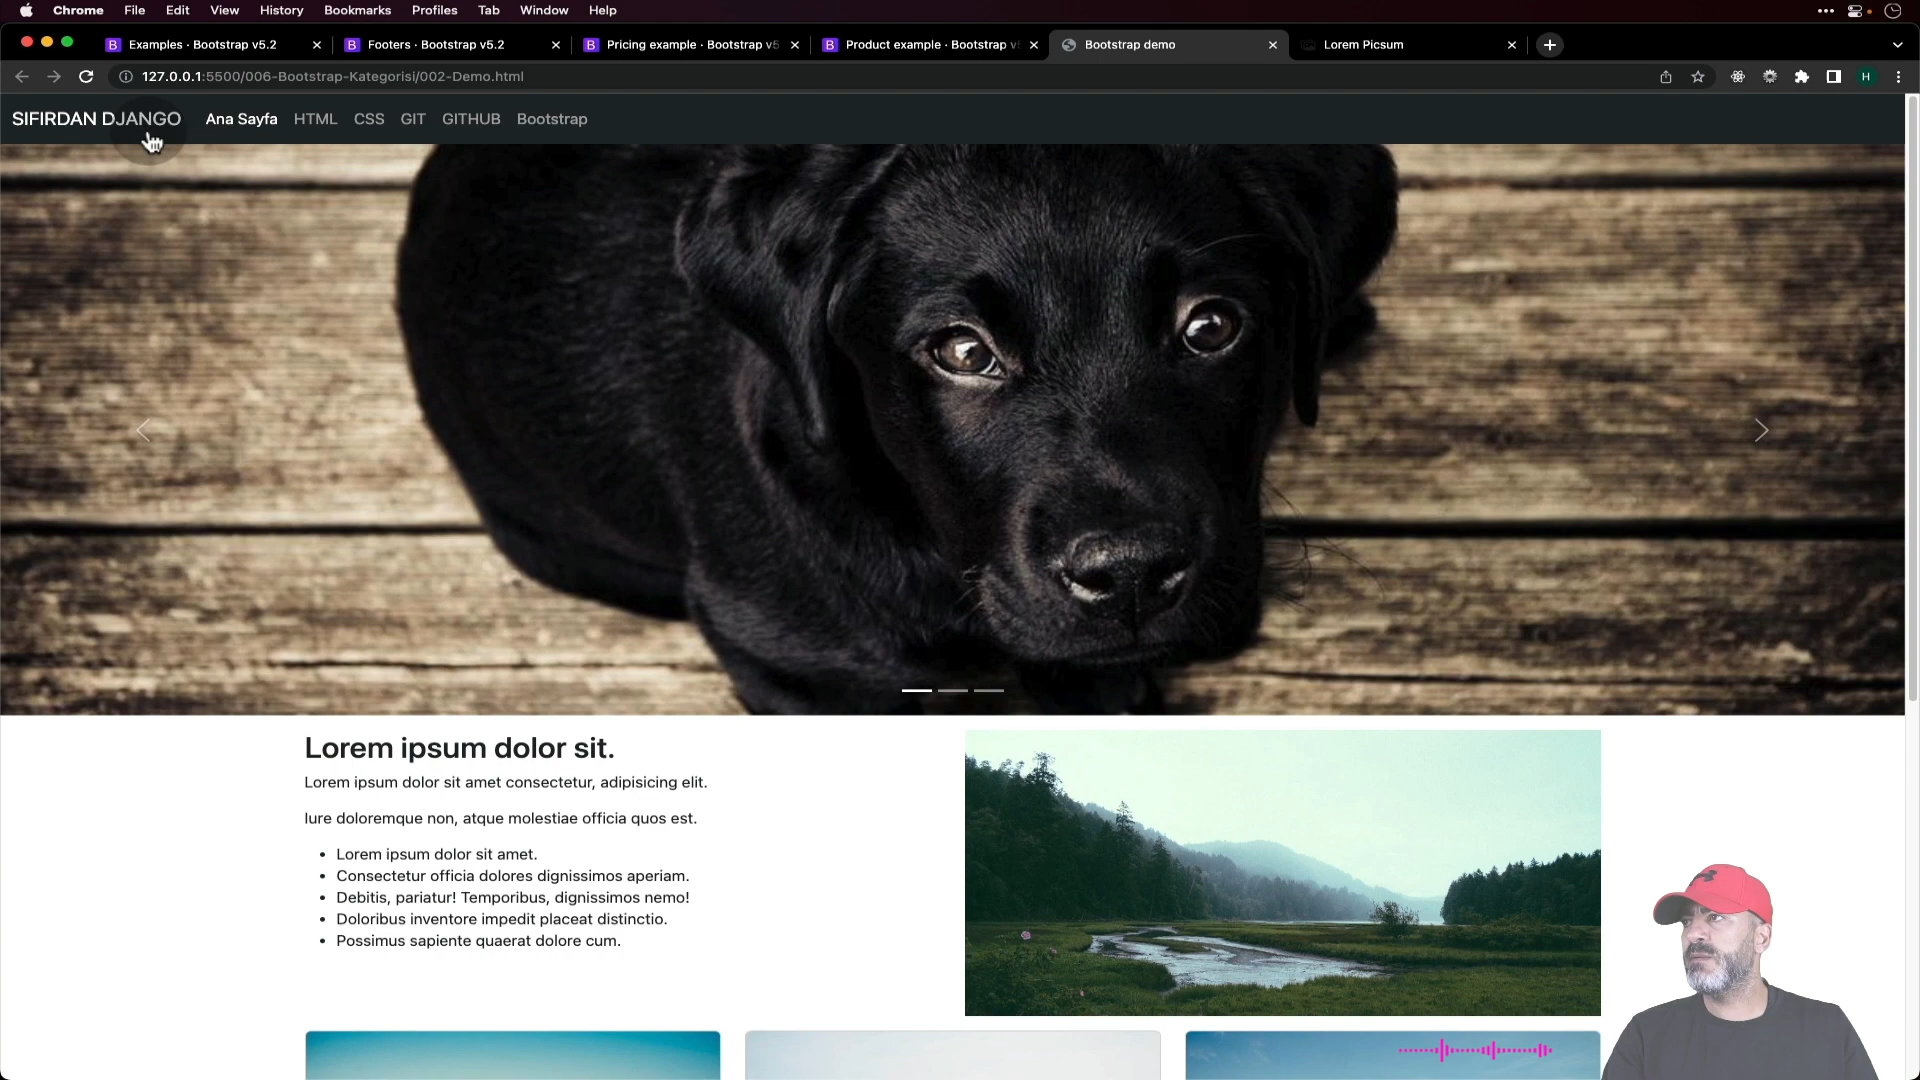 Chrome File Edit View History Bookmarks Profiles Tab Window Help
Examples · Bootstrap v5.2
Footers · Bootstrap v5.2
Pricing example · Bootstrap v5
Product example · Bootstrap v
Bootstrap demo
Lorem Picsum
127.0.0.1:5500/006-Bootstrap-Kategorisi/002-Demo.html
H
SIFIRDAN DJANGO Ana Sayfa HTML CSS GIT GITHUB Bootstrap
Lorem ipsum dolor sit.
Lorem ipsum dolor sit amet consectetur, adipisicing elit.
Iure doloremque non, atque molestiae officia quos est.
• Lorem ipsum dolor sit amet.
• Consectetur officia dolores dignissimos aperiam.
• Debitis, pariatur! Temporibus, dignissimos nemo!
• Doloribus inventore impedit placeat distinctio.
• Possimus sapiente quaerat dolore cum.